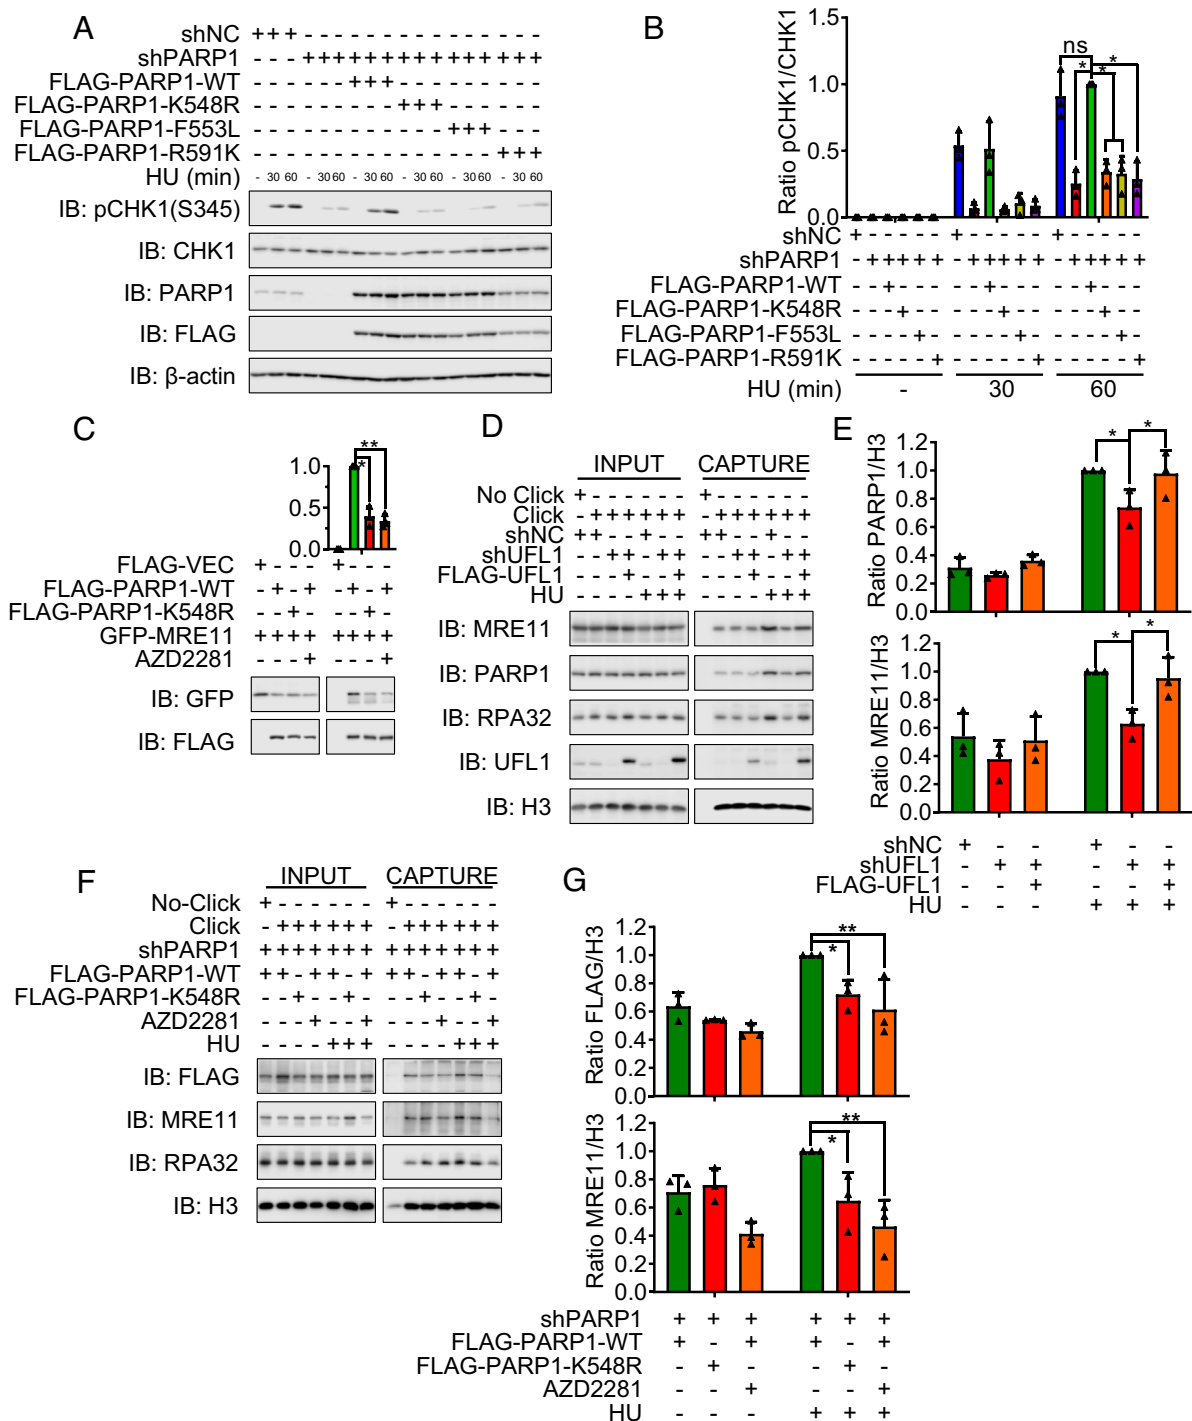 A
shNC +++ - - - - - - - - - - - -
shPARP1 - - - ++++++++++++
FLAG-PARP1-WT - - - - - - +++ - - - - - -
FLAG-PARP1-K548R - - - - - - - - - +++ - - - - - -
FLAG-PARP1-F553L - - - - - - - - - - - - +++ - - -
FLAG-PARP1-R591K - - - - - - - - - - - - - - - +++
HU (min) - 30 60 - 30 60 - 30 60 - 30 60 - 30 60 - 30 60
IB: pCHK1(S345)
IB: CHK1
IB: PARP1
IB: FLAG
IB: β-actin
B
Ratio pCHK1/CHK1
1.5
1.0
0.5
0.0
ns
* * *
shNC + - - - - - + - - - - - + - - - - -
shPARP1 - + + + + + - + + + + + - + + + + +
FLAG-PARP1-WT - - + - - - - - + - - - - - + - - -
FLAG-PARP1-K548R - - - + - - - - - + - - - - - + - -
FLAG-PARP1-F553L - - - - + - - - - - + - - - - - + -
FLAG-PARP1-R591K - - - - - + - - - - - + - - - - - +
HU (min) - 30 60
C
1.0
0.5
0.0
**
*
FLAG-VEC + - - - + - - -
FLAG-PARP1-WT - + - + - + - +
FLAG-PARP1-K548R - - + - - - + -
GFP-MRE11 + + + + + + + +
AZD2281 - - - + - - - +
IB: GFP
IB: FLAG
D
INPUT CAPTURE
No Click + - - - - - - + - - - - - -
Click - + + + + + + - + + + + + +
shNC + + - - + - - + + - - + - -
shUFL1 - - + + - + + - - + + - + +
FLAG-UFL1 - - - + - - + - - - + - - +
HU - - - - + + + - - - - + + +
IB: MRE11
IB: PARP1
IB: RPA32
IB: UFL1
IB: H3
E
Ratio PARP1/H3
1.2
1.0
0.8
0.6
0.4
0.2
0.0
* *
Ratio MRE11/H3
1.2
1.0
0.8
0.6
0.4
0.2
0.0
* *
shNC + - - + - -
shUFL1 - + + - + +
FLAG-UFL1 - - + - - +
HU - - - + + +
F
INPUT CAPTURE
No-Click + - - - - - - + - - - - - -
Click - + + + + + + - + + + + + +
shPARP1 + + + + + + + + + + + + + +
FLAG-PARP1-WT + + - + + - + + + - + + - +
FLAG-PARP1-K548R - - + - - + - - - + - - + -
AZD2281 - - - + - - + - - - + - - +
HU - - - - + + + - - - - + + +
IB: FLAG
IB: MRE11
IB: RPA32
IB: H3
G
Ratio FLAG/H3
1.2
1.0
0.8
0.6
0.4
0.2
0.0
**
*
Ratio MRE11/H3
1.2
1.0
0.8
0.6
0.4
0.2
0.0
**
*
shPARP1 + + + + + +
FLAG-PARP1-WT + - + + - +
FLAG-PARP1-K548R - + - - + -
AZD2281 - - + - - +
HU - - - + + +